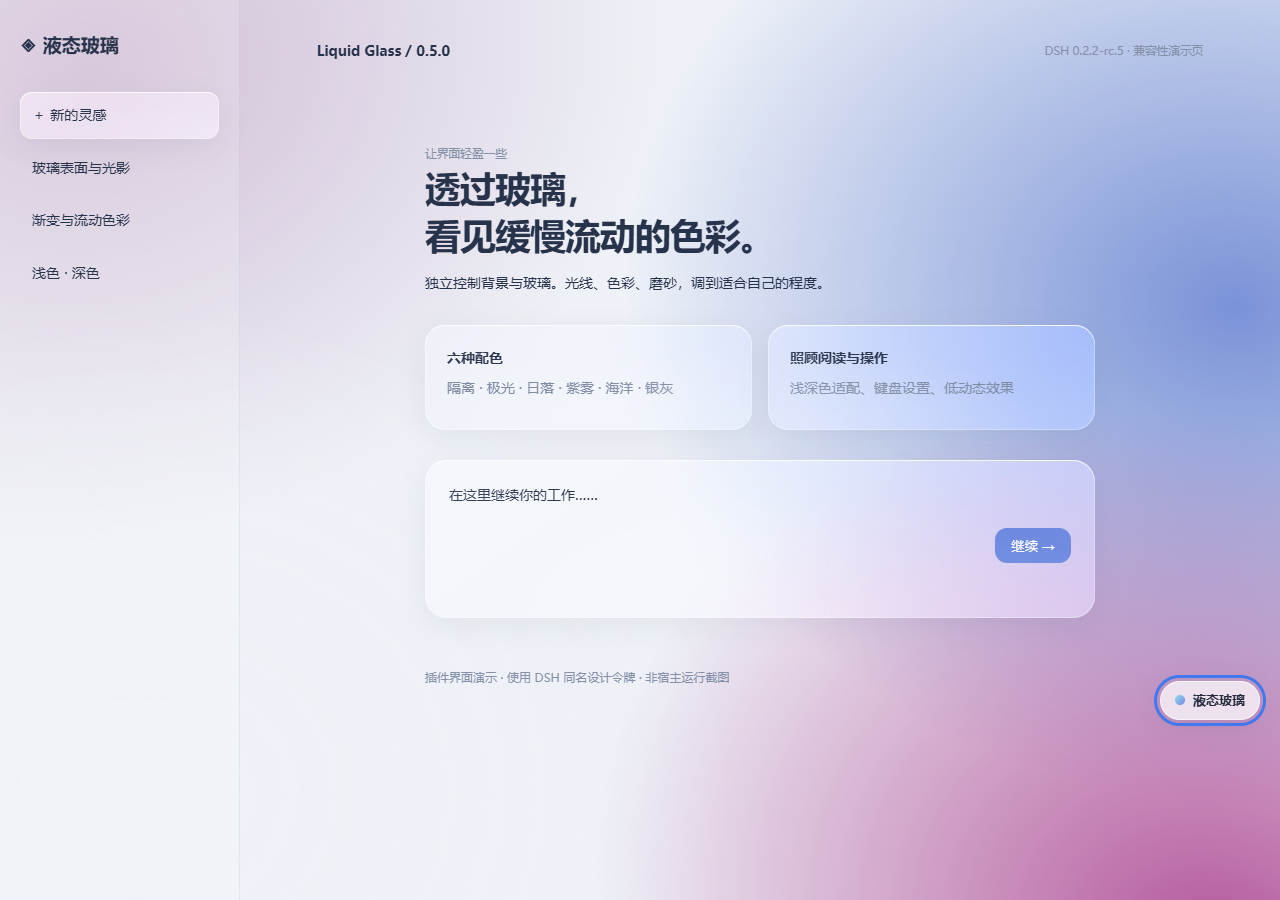 ◈ 液态玻璃
+ 新的灵感
玻璃表面与光影
渐变与流动色彩
浅色 · 深色
Liquid Glass / 0.5.0
DSH 0.2.2-rc.5 · 兼容性演示页
让界面轻盈一些
透过玻璃，
看见缓慢流动的色彩。
独立控制背景与玻璃。光线、色彩、磨砂，调到适合自己的程度。
六种配色
隔离 · 极光 · 日落 · 紫雾 · 海洋 · 银灰
照顾阅读与操作
浅深色适配、键盘设置、低动态效果
在这里继续你的工作……
继续 →
插件界面演示 · 使用 DSH 同名设计令牌 · 非宿主运行截图
液态玻璃